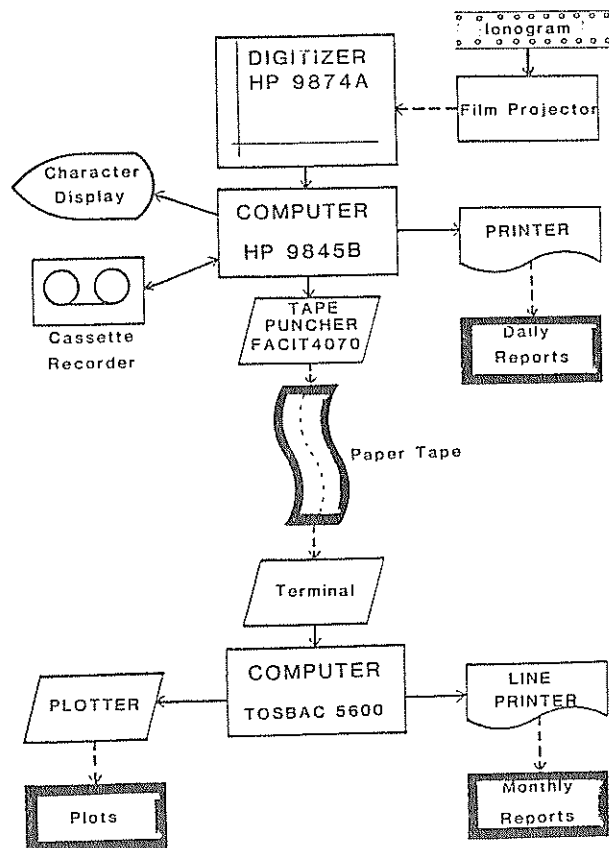 Ionogram
DIGITIZER
HP 9874A
Film Projector
Character
Display
COMPUTER
HP 9845B
PRINTER
TAPE
PUNCHER
FACIT4070
Cassette
Recorder
Daily
Reports
Paper Tape
Terminal
COMPUTER
TOSBAC 5600
PLOTTER
LINE
PRINTER
Plots
Monthly
Reports